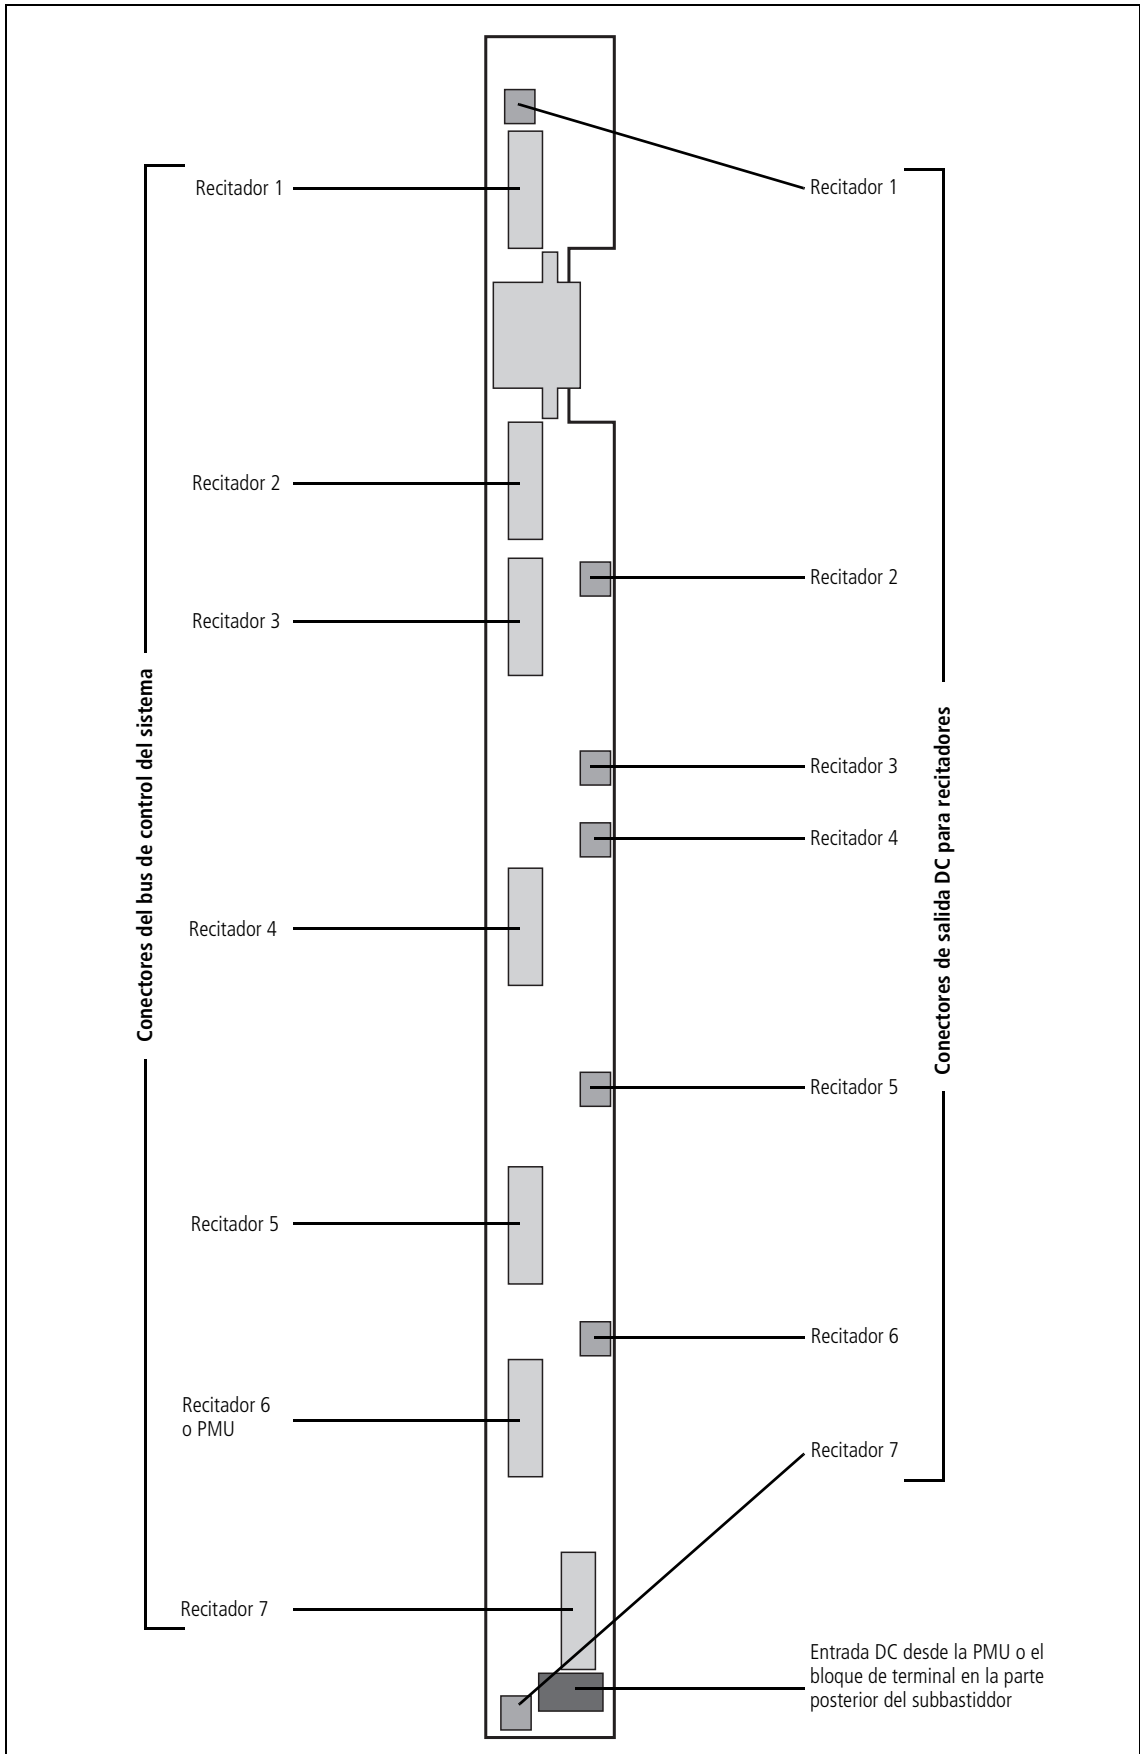 Conectores del bus de control del sistema
Recitador 1
Recitador 2
Recitador 3
Recitador 4
Recitador 5
Recitador 6
o PMU
Recitador 7
Conectores de salida DC para recitadores
Recitador 1
Recitador 2
Recitador 3
Recitador 4
Recitador 5
Recitador 6
Recitador 7
Entrada DC desde la PMU o el
bloque de terminal en la parte
posterior del subbastiddor